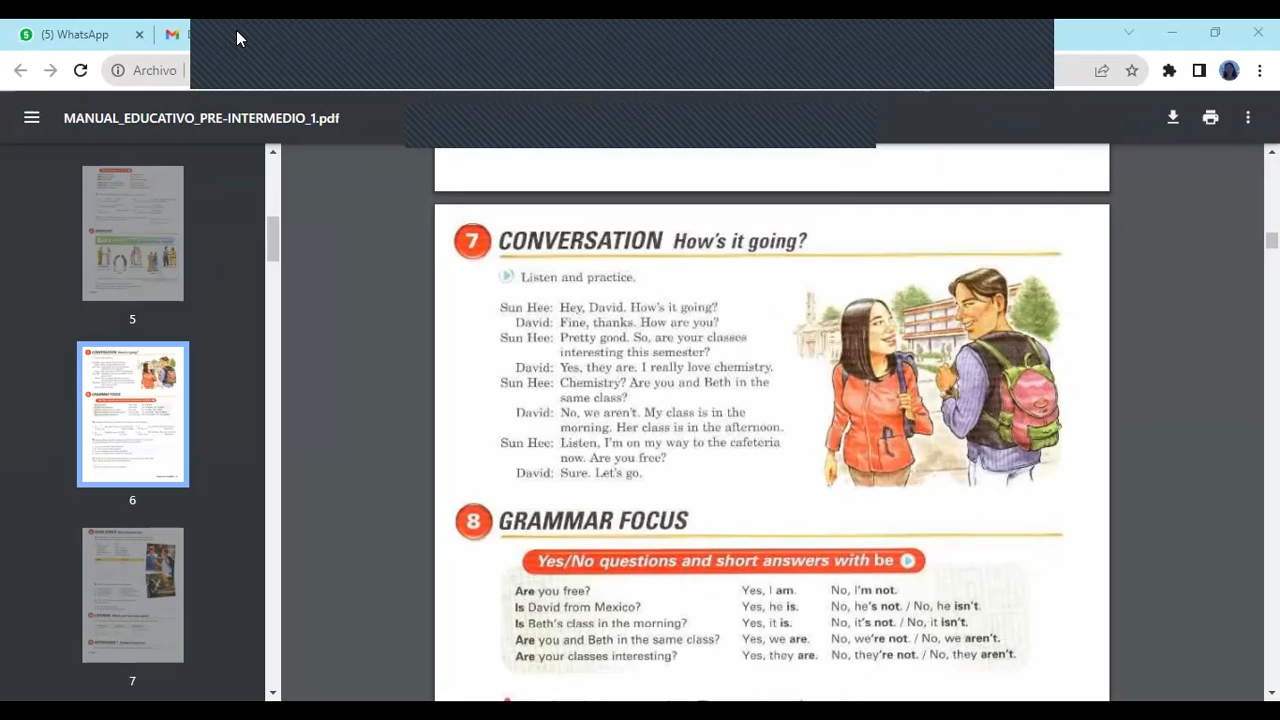 (5) WhatsApp
Archivo
MANUAL_EDUCATIVO_PRE-INTERMEDIO_1.pdf
5
6
7
7 CONVERSATION How's it going?
Listen and practice.
Sun Hee: Hey, David. How's it going?
David: Fine, thanks. How are you?
Sun Hee: Pretty good. So, are your classes
interesting this semester?
David: Yes, they are. I really love chemistry.
Sun Hee: Chemistry? Are you and Beth in the
same class?
David: No, we aren't. My class is in the
morning. Her class is in the afternoon.
Sun Hee: Listen, I'm on my way to the cafeteria
now. Are you free?
David: Sure. Let's go.
8 GRAMMAR FOCUS
Yes/No questions and short answers with be
Are you free? Yes, I am. No, I'm not.
Is David from Mexico? Yes, he is. No, he's not. / No, he isn't.
Is Beth's class in the morning? Yes, it is. No, it's not. / No, it isn't.
Are you and Beth in the same class? Yes, we are. No, we're not. / No, we aren't.
Are your classes interesting? Yes, they are. No, they're not. / No, they aren't.